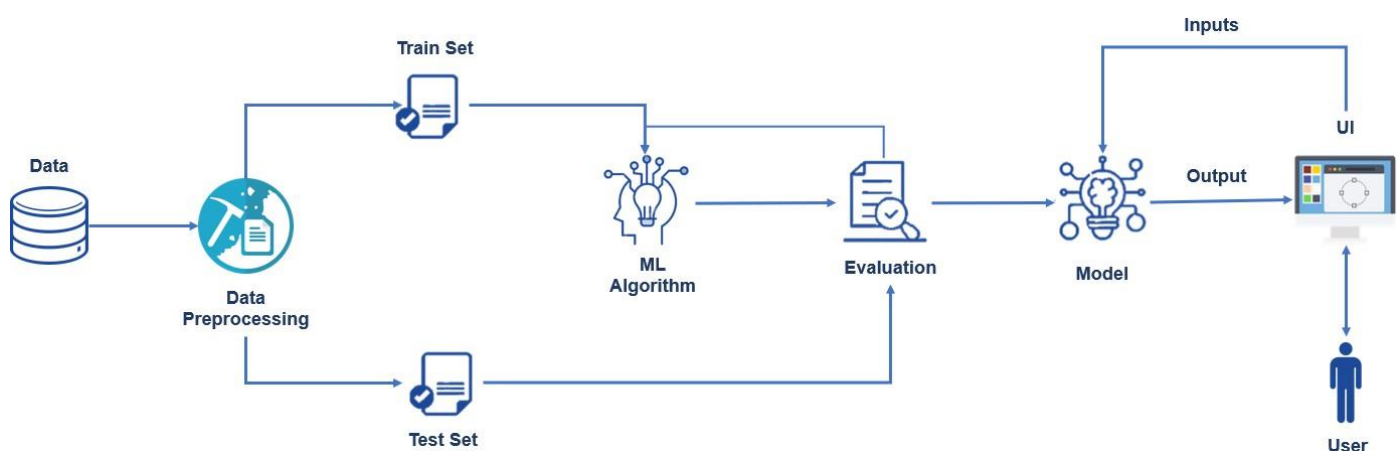 Inputs
Train Set
UI
Data
Output
ML
Algorithm
Evaluation
Model
Data
Preprocessing
Test Set
User